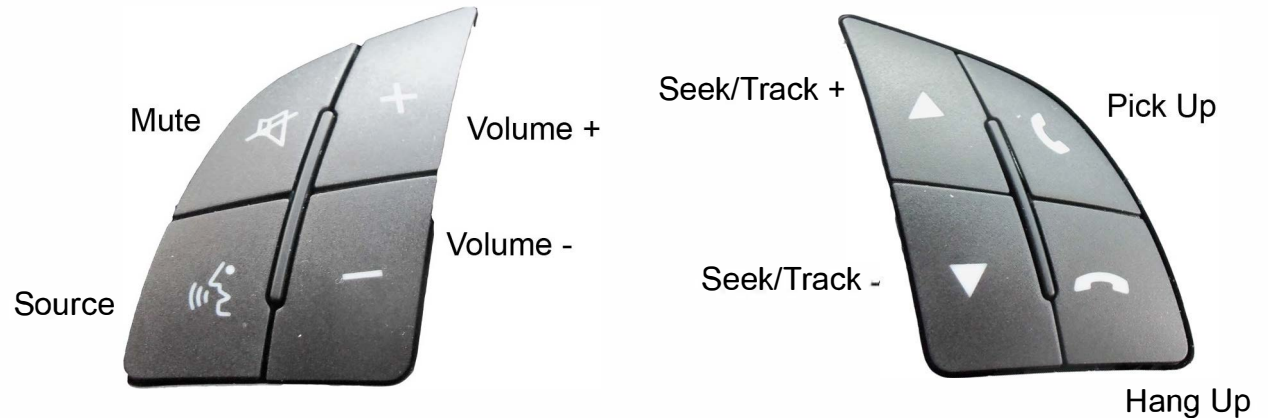 Mute
Volume +
Volume -
Source
Seek/Track +
Pick Up
Seek/Track -
Hang Up